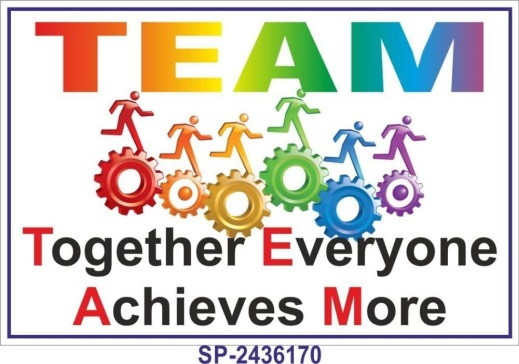 TEAM
Together Everyone
Achieves More
SP-2436170